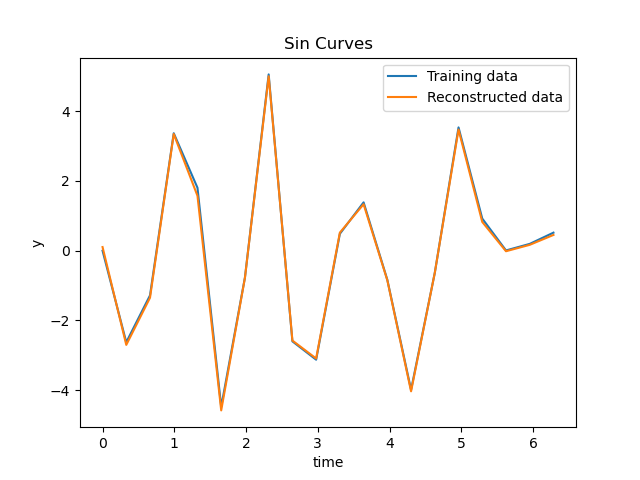 Sin Curves
Training data
Reconstructed data
4
2
0
−2
−4
y
0 1 2 3 4 5 6
time